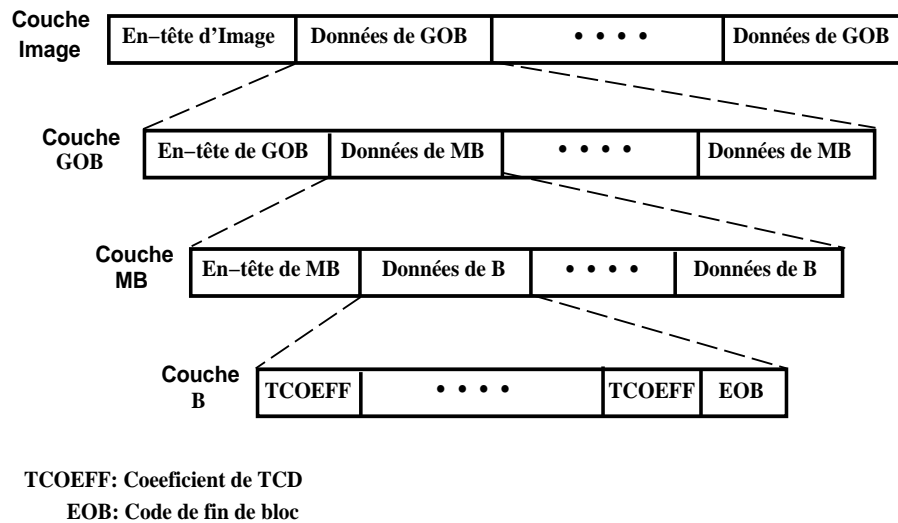 Couche Image
En−tête d'Image Données de GOB • • • • Données de GOB
Couche GOB
En−tête de GOB Données de MB • • • • Données de MB
Couche MB
En−tête de MB Données de B • • • • Données de B
Couche B
TCOEFF • • • • TCOEFF EOB
TCOEFF: Coeeficient de TCD
EOB: Code de fin de bloc